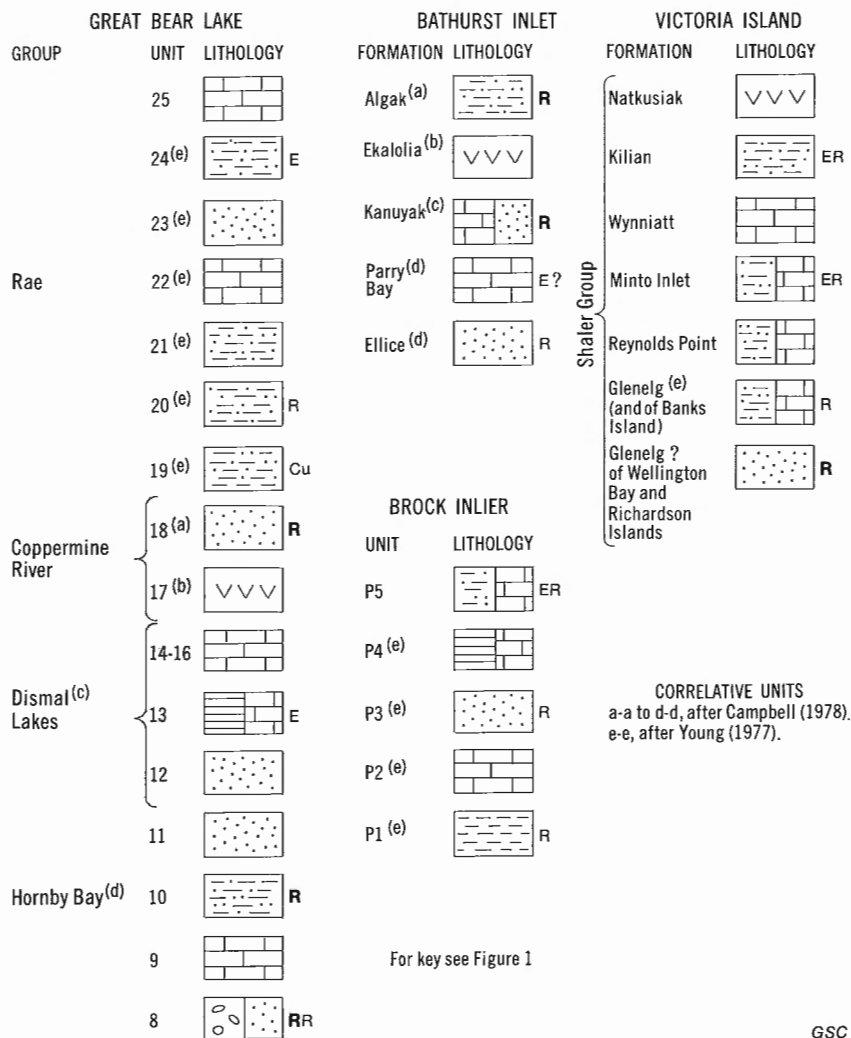 GREAT BEAR LAKE
GROUP UNIT LITHOLOGY
25
24(e) E
23(e)
Rae 22(e)
21(e)
20(e) R
19(e) Cu
Coppermine River
18(a) R
17(b)
Dismal(c) Lakes
14-16
13 E
12
11
Hornby Bay(d) 10 R
9
8 RR
BATHURST INLET
FORMATION LITHOLOGY
Algak(a) R
Ekalolia(b)
Kanuyak(c) R
Parry(d)
Bay E?
Ellice(d) R
BROCK INLIER
UNIT LITHOLOGY
P5 ER
P4(e)
P3(e) R
P2(e)
P1(e) R
For key see Figure 1
VICTORIA ISLAND
FORMATION LITHOLOGY
Shaler Group
Natkusiak
Kilian ER
Wynniatt
Minto Inlet ER
Reynolds Point
Glenelg(e)
(and of Banks R
Island)
Glenelg ?
of Wellington R
Bay and
Richardson
Islands
CORRELATIVE UNITS
a-a to d-d, after Campbell (1978).
e-e, after Young (1977).
GSC